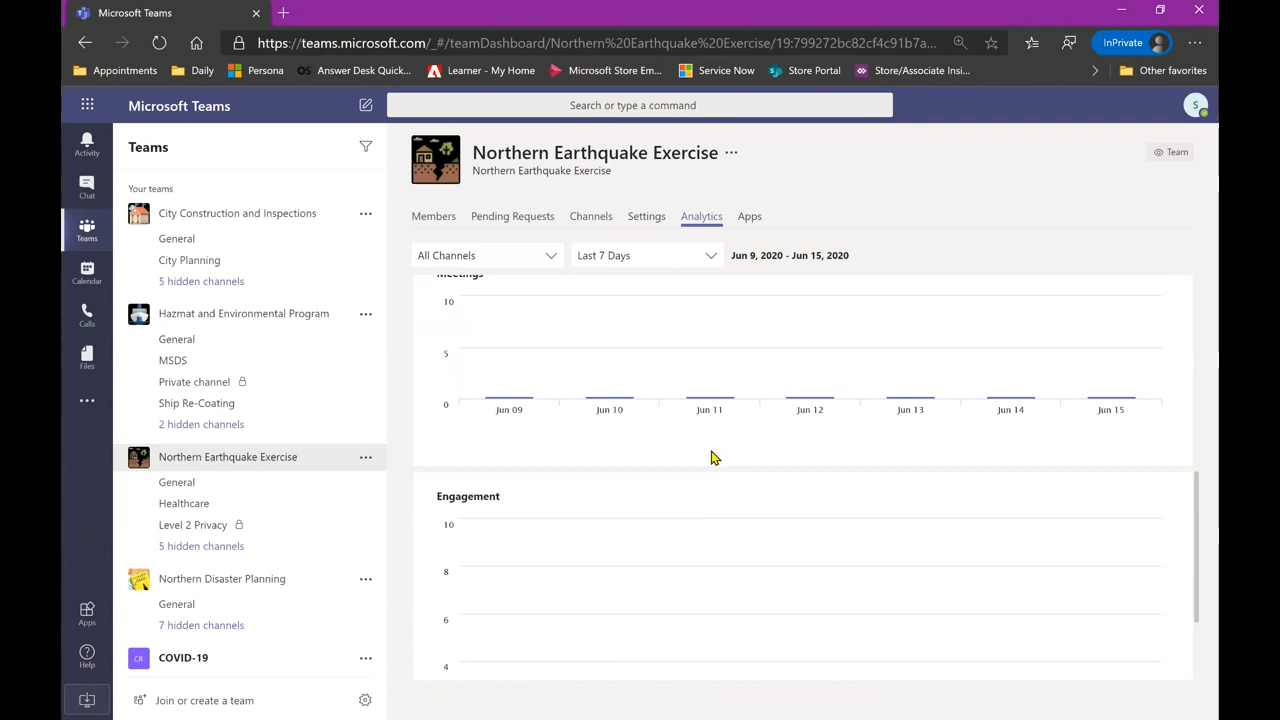 Microsoft Teams
https://teams.microsoft.com/_#/teamDashboard/Northern%20Earthquake%20Exercise/19:799272bc82cf4c91b7a...
InPrivate
Appointments
Daily
Persona
Answer Desk Quick...
Learner - My Home
Microsoft Store Em...
Service Now
Store Portal
Store/Associate Insi...
Other favorites
Microsoft Teams
Search or type a command
S
Activity
Chat
Teams
Calendar
Calls
Files
Apps
Help
Teams
Your teams
City Construction and Inspections
General
City Planning
5 hidden channels
Hazmat and Environmental Program
General
MSDS
Private channel
Ship Re-Coating
2 hidden channels
Northern Earthquake Exercise
General
Healthcare
Level 2 Privacy
5 hidden channels
Northern Disaster Planning
General
7 hidden channels
CR
COVID-19
Join or create a team
Northern Earthquake Exercise
Northern Earthquake Exercise
Team
Members
Pending Requests
Channels
Settings
Analytics
Apps
All Channels
Last 7 Days
Jun 9, 2020 - Jun 15, 2020
Meetings
10
5
0
Jun 09
Jun 10
Jun 11
Jun 12
Jun 13
Jun 14
Jun 15
Engagement
10
8
6
4